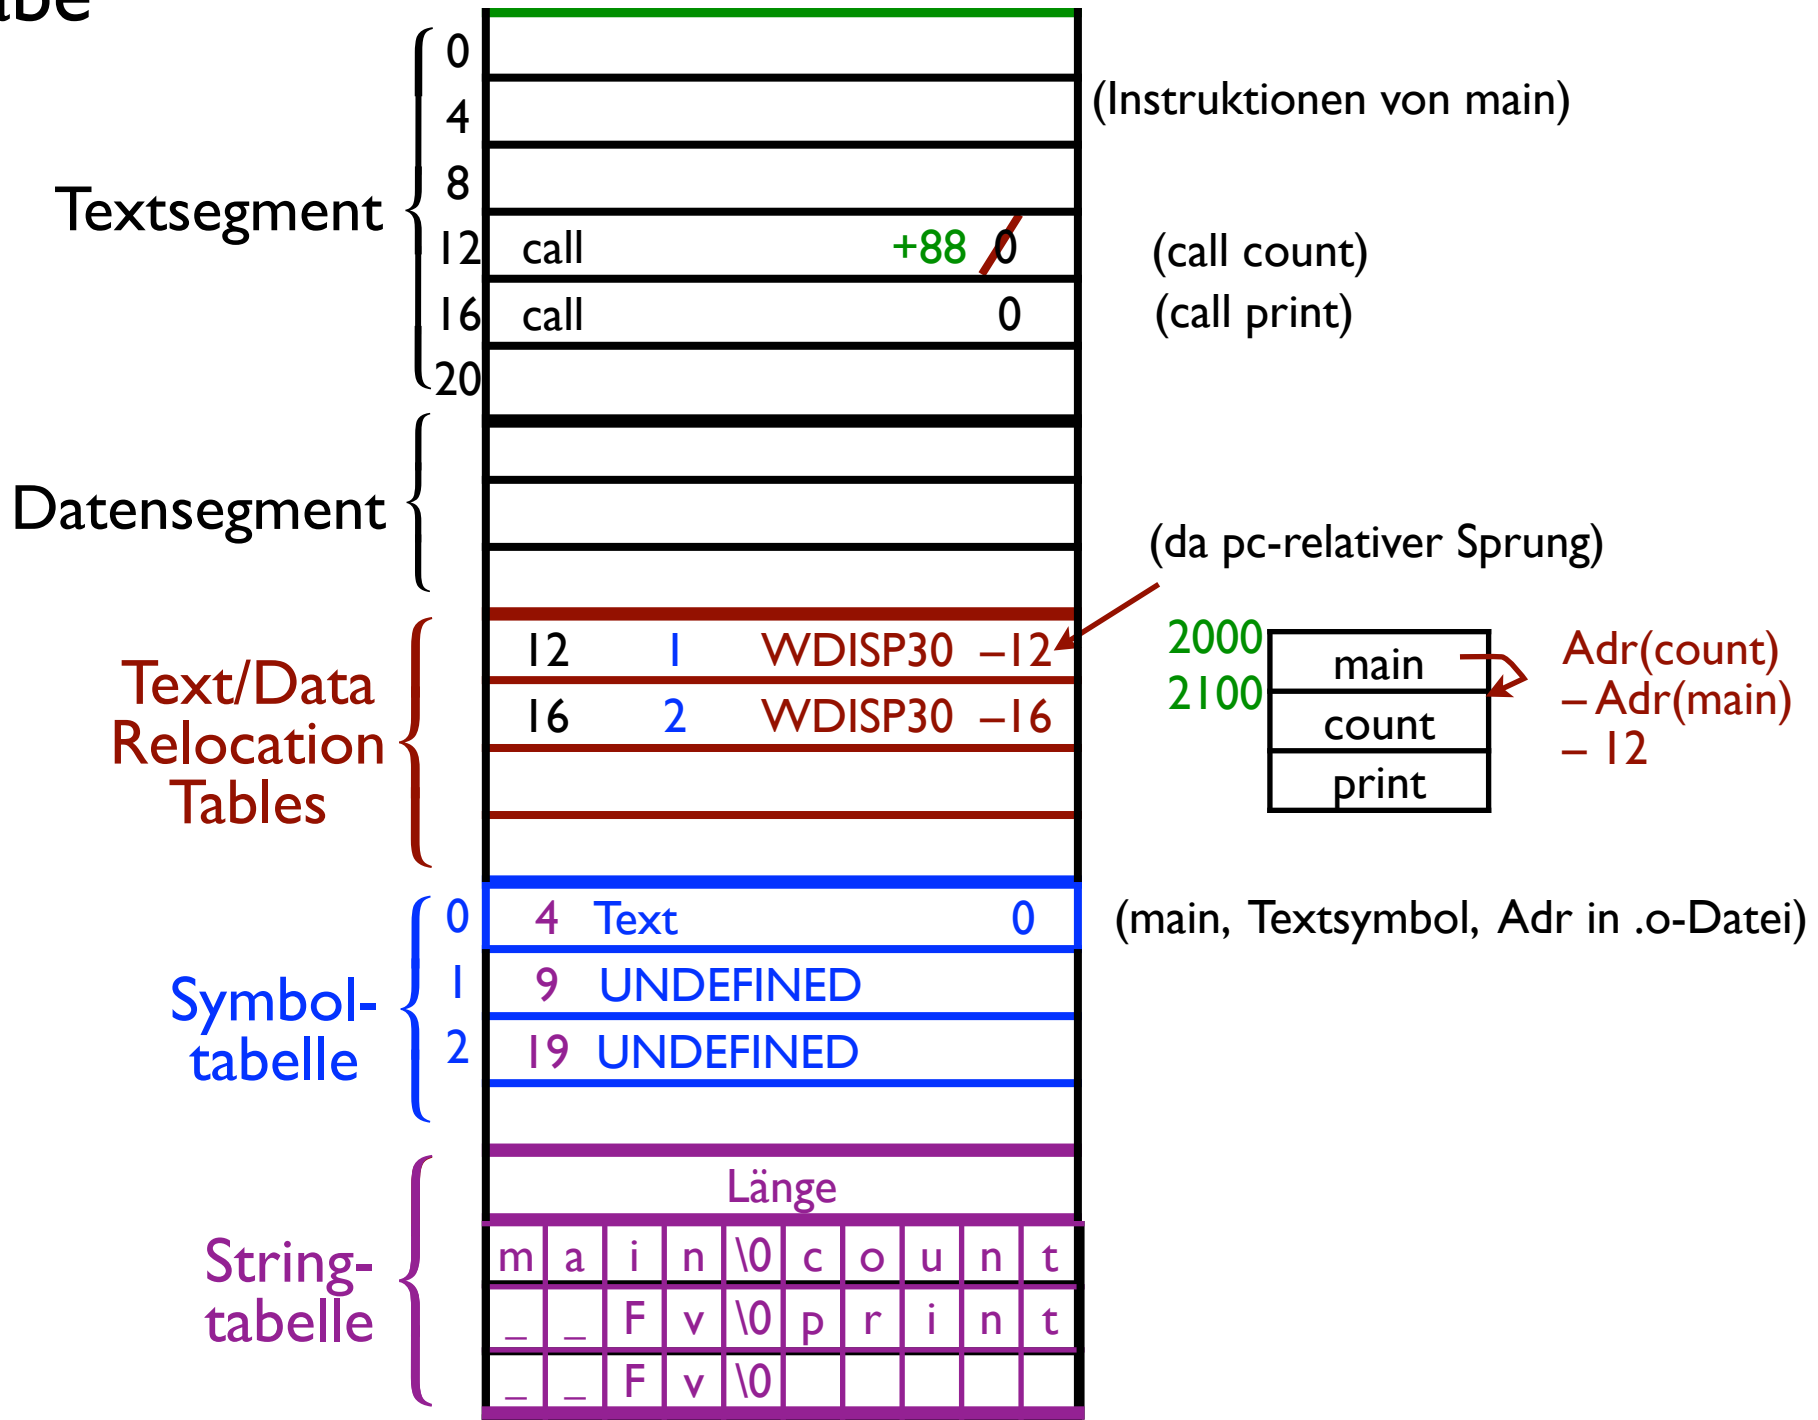 Textsegment
0
4
(Instruktionen von main)
8
12 call +88 0 (call count)
16 call 0 (call print)
20
Datensegment
(da pc-relativer Sprung)
Text/Data
Relocation
Tables
12 1 WDISP30 –12
16 2 WDISP30 –16
2000 main
2100 count
print
Adr(count)
– Adr(main)
– 12
Symbol-
tabelle
0 4 Text 0 (main, Textsymbol, Adr in .o-Datei)
1 9 UNDEFINED
2 19 UNDEFINED
String-
tabelle
Länge
m a i n \0 c o u n t
_ _ F v \0 p r i n t
_ _ F v \0